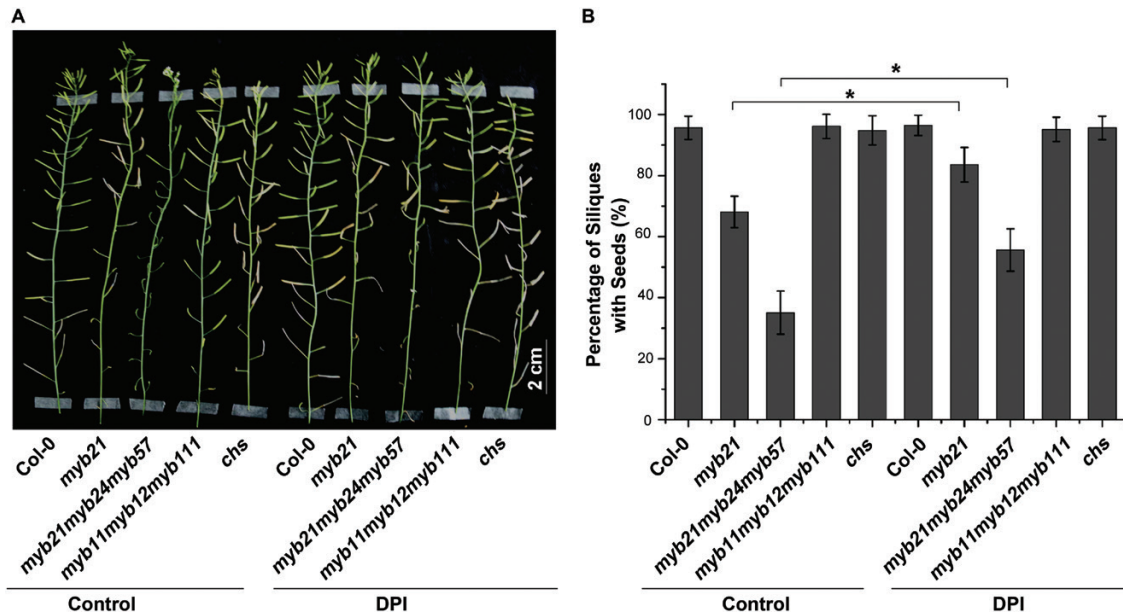 A
2 cm
Col-0
myb21
myb21myb24myb57
myb11myb12myb111
chs
Col-0
myb21
myb21myb24myb57
myb11myb12myb111
chs
Control
DPI
B
Percentage of Siliques
with Seeds (%)
100
80
60
40
20
0
*
*
Col-0
myb21
myb21myb24myb57
myb11myb12myb111
chs
Col-0
myb21
myb21myb24myb57
myb11myb12myb111
chs
Control
DPI